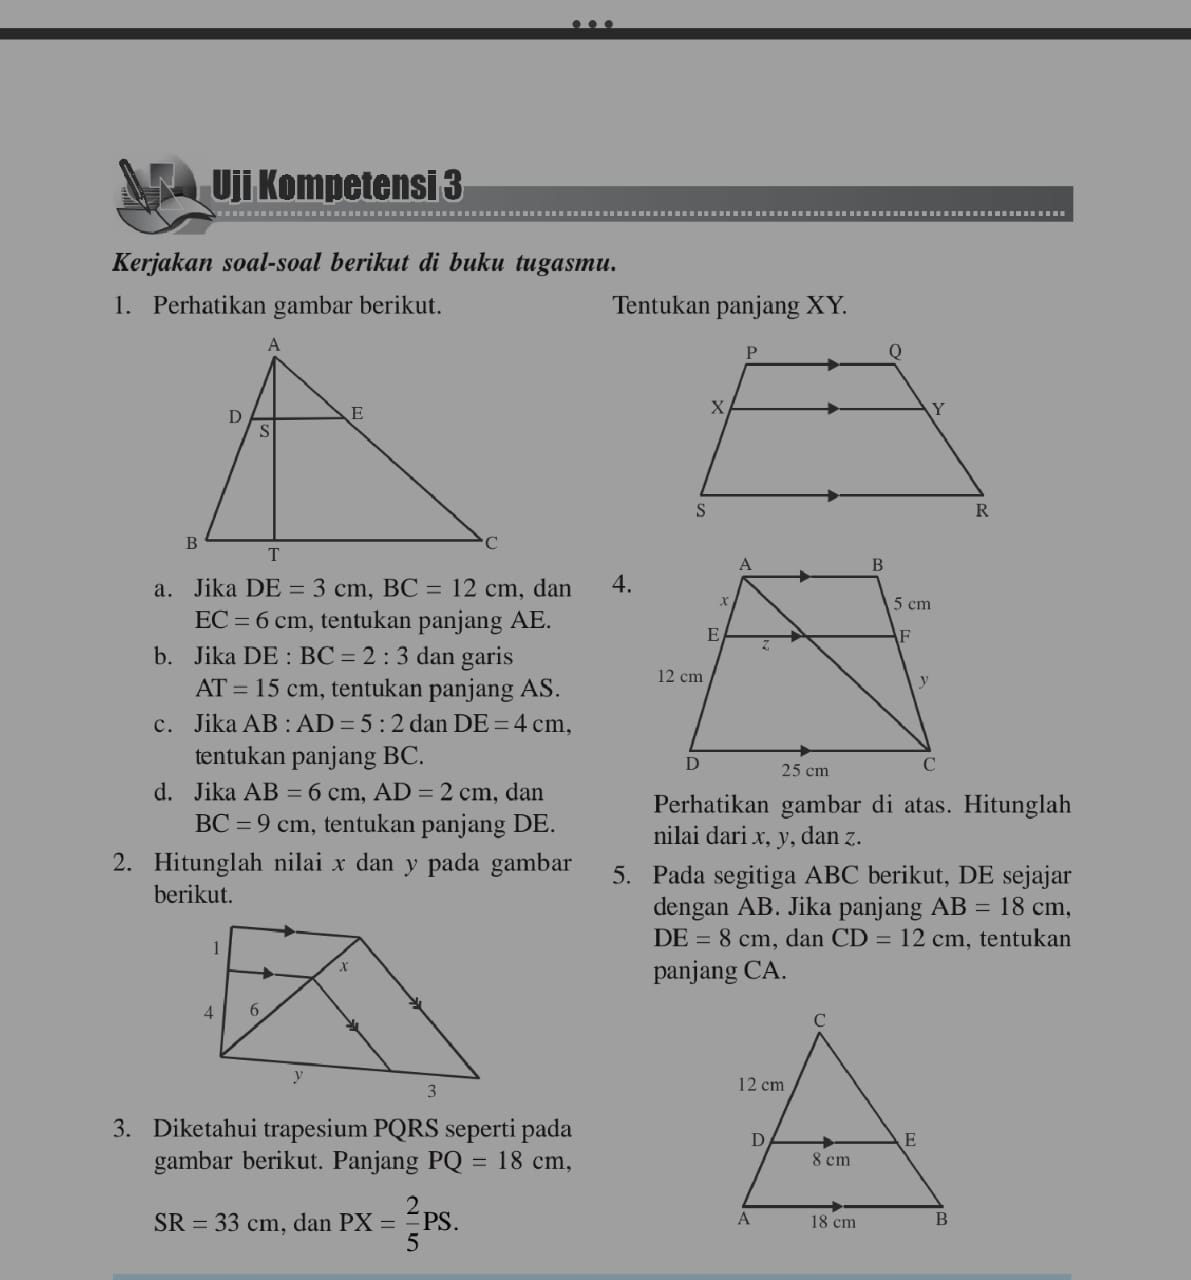 Uji Kompetensi 3
Kerjakan soal-soal berikut di buku tugasmu.
1. Perhatikan gambar berikut.
A
D
E
S
B
T
C
a. Jika DE = 3 cm, BC = 12 cm, dan
EC = 6 cm, tentukan panjang AE.
b. Jika DE : BC = 2 : 3 dan garis
AT = 15 cm, tentukan panjang AS.
c. Jika AB : AD = 5 : 2 dan DE = 4 cm,
tentukan panjang BC.
d. Jika AB = 6 cm, AD = 2 cm, dan
BC = 9 cm, tentukan panjang DE.
2. Hitunglah nilai x dan y pada gambar
berikut.
1
x
4
6
y
3
3. Diketahui trapesium PQRS seperti pada
gambar berikut. Panjang PQ = 18 cm,
SR = 33 cm, dan PX = 2/5 PS.
Tentukan panjang XY.
P
Q
X
Y
S
R
4.
A
B
x
5 cm
E
F
z
12 cm
y
D
25 cm
C
Perhatikan gambar di atas. Hitunglah
nilai dari x, y, dan z.
5. Pada segitiga ABC berikut, DE sejajar
dengan AB. Jika panjang AB = 18 cm,
DE = 8 cm, dan CD = 12 cm, tentukan
panjang CA.
C
12 cm
D
E
8 cm
A
18 cm
B